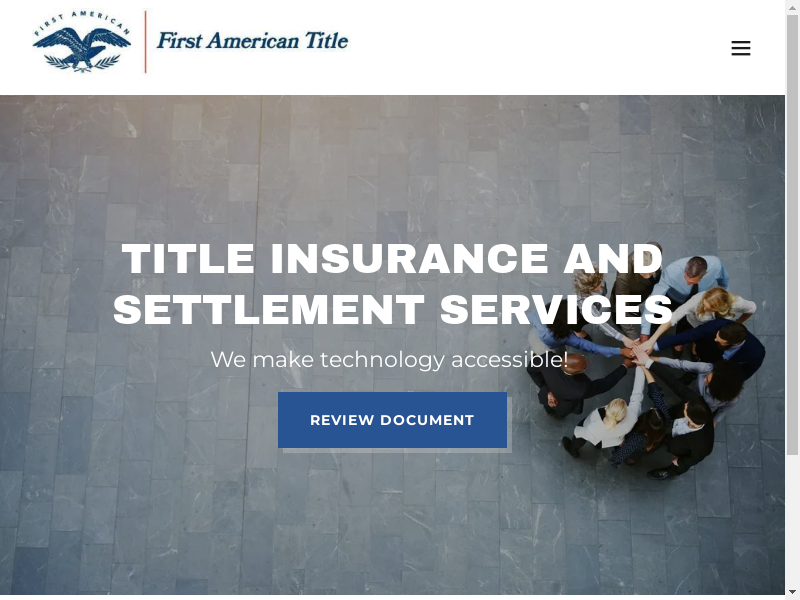 FIRST AMERICAN
First American Title
TITLE INSURANCE AND
SETTLEMENT SERVICES
We make technology accessible!
REVIEW DOCUMENT